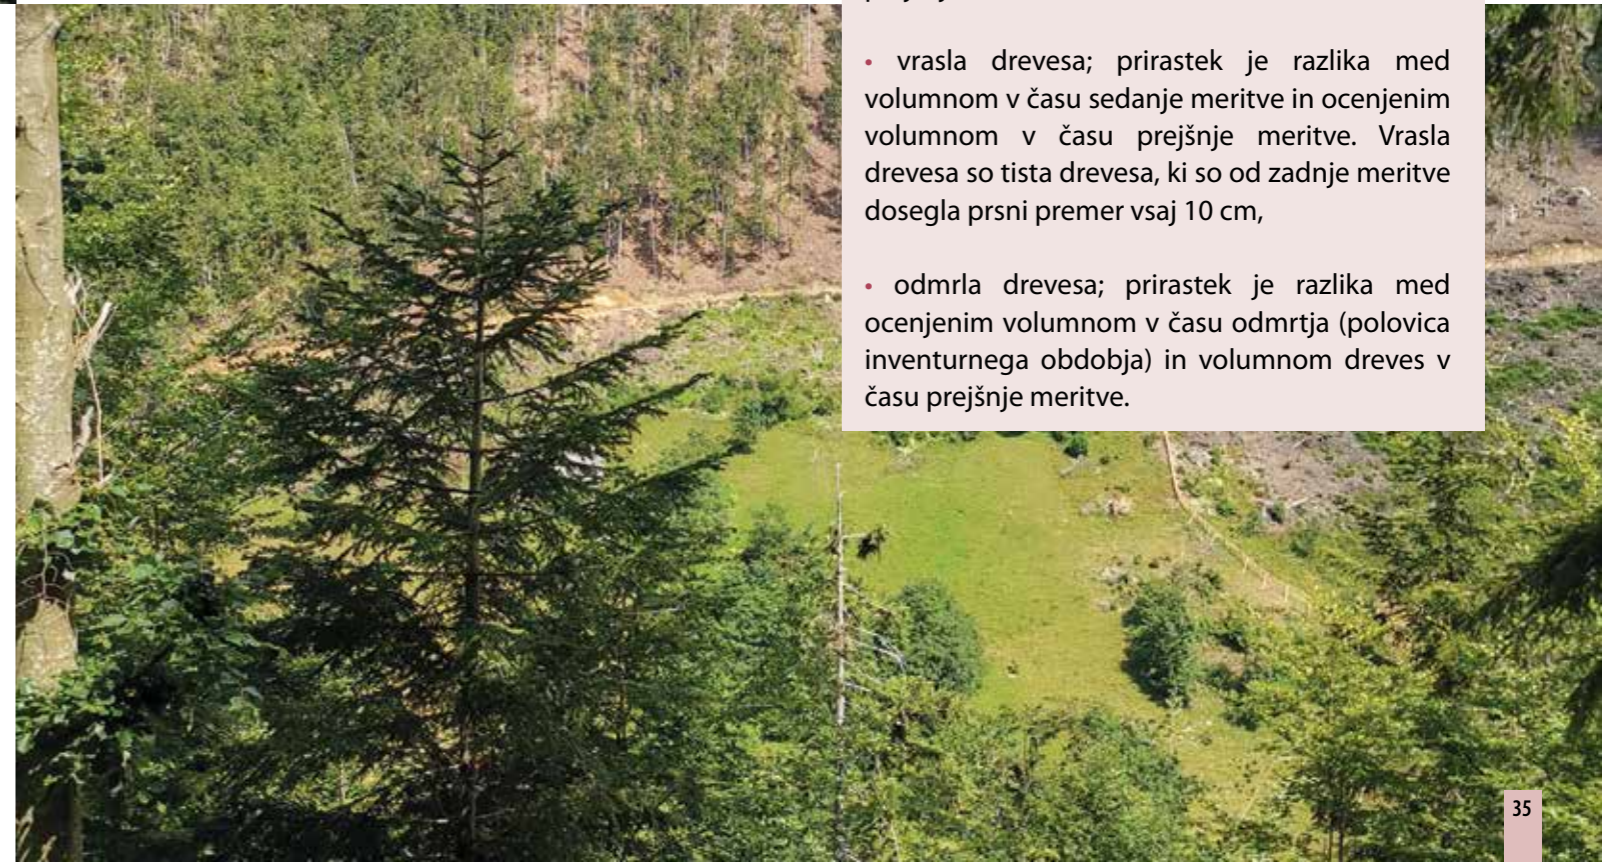 • vrasla drevesa; prirastek je razlika med
volumnom v času sedanje meritve in ocenjenim
volumnom v času prejšnje meritve. Vrasla
drevesa so tista drevesa, ki so od zadnje meritve
dosegla prsni premer vsaj 10 cm,
• odmrla drevesa; prirastek je razlika med
ocenjenim volumnom v času odmrtja (polovica
inventurnega obdobja) in volumnom dreves v
času prejšnje meritve.
35